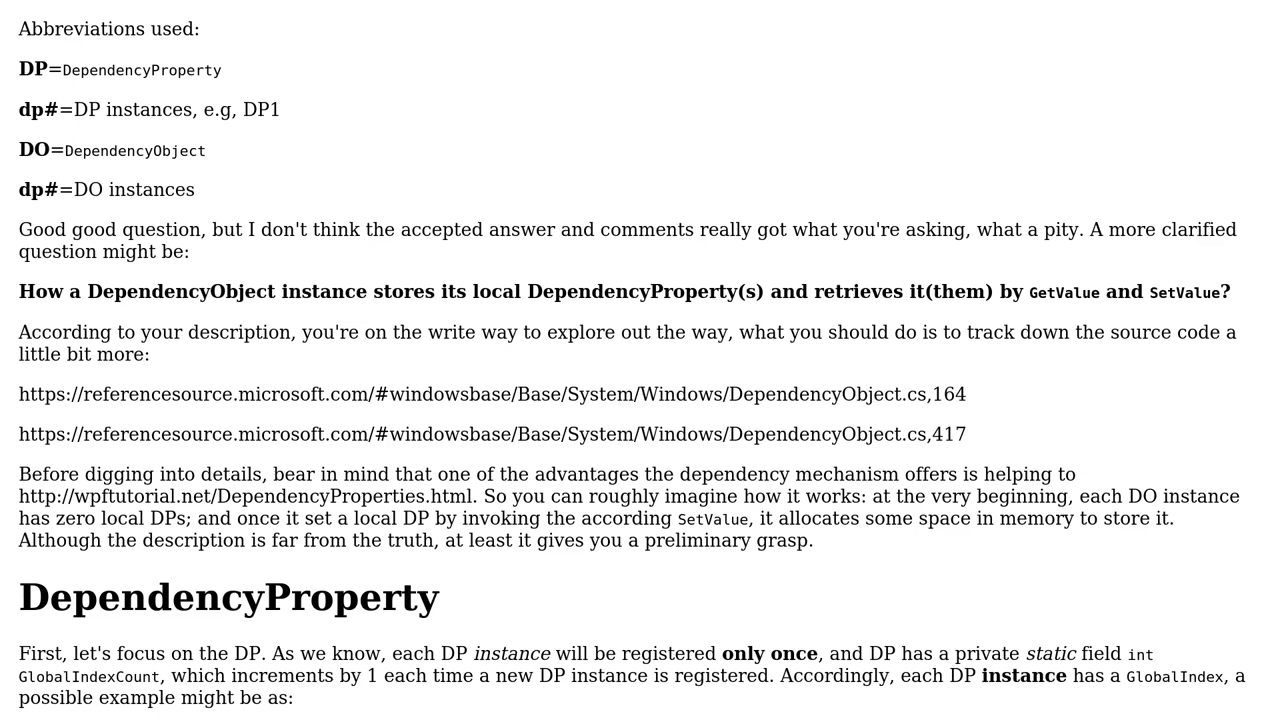 Abbreviations used:
DP=DependencyProperty
dp#=DP instances, e.g, DP1
DO=DependencyObject
dp#=DO instances
Good good question, but I don't think the accepted answer and comments really got what you're asking, what a pity. A more clarified
question might be:
How a DependencyObject instance stores its local DependencyProperty(s) and retrieves it(them) by GetValue and SetValue?
According to your description, you're on the write way to explore out the way, what you should do is to track down the source code a
little bit more:
https://referencesource.microsoft.com/#windowsbase/Base/System/Windows/DependencyObject.cs,164
https://referencesource.microsoft.com/#windowsbase/Base/System/Windows/DependencyObject.cs,417
Before digging into details, bear in mind that one of the advantages the dependency mechanism offers is helping to
http://wpftutorial.net/DependencyProperties.html. So you can roughly imagine how it works: at the very beginning, each DO instance
has zero local DPs; and once it set a local DP by invoking the according SetValue, it allocates some space in memory to store it.
Although the description is far from the truth, at least it gives you a preliminary grasp.
DependencyProperty
First, let's focus on the DP. As we know, each DP instance will be registered only once, and DP has a private static field int
GlobalIndexCount, which increments by 1 each time a new DP instance is registered. Accordingly, each DP instance has a GlobalIndex, a
possible example might be as: